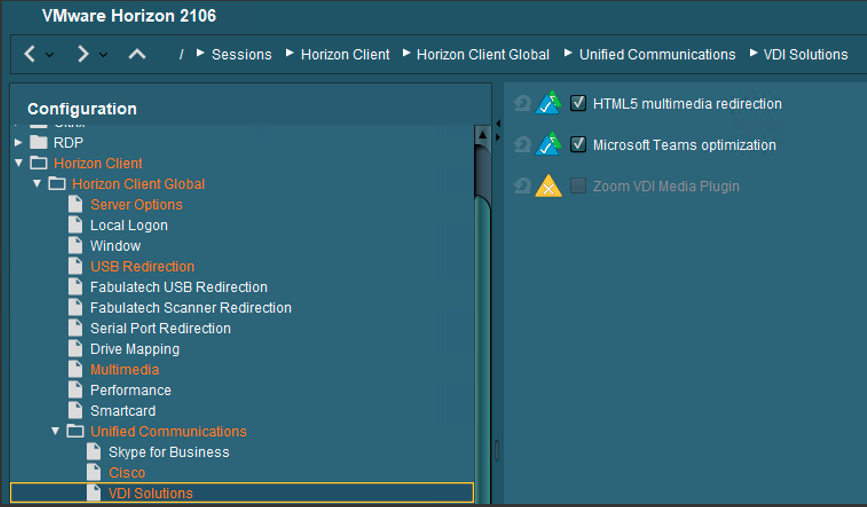 VMware Horizon 2106
/ Sessions Horizon Client Horizon Client Global Unified Communications VDI Solutions
Configuration
RDP
Horizon Client
Horizon Client Global
Server Options
Local Logon
Window
USB Redirection
Fabulatech USB Redirection
Fabulatech Scanner Redirection
Serial Port Redirection
Drive Mapping
Multimedia
Performance
Smartcard
Unified Communications
Skype for Business
Cisco
VDI Solutions
HTML5 multimedia redirection
Microsoft Teams optimization
Zoom VDI Media Plugin